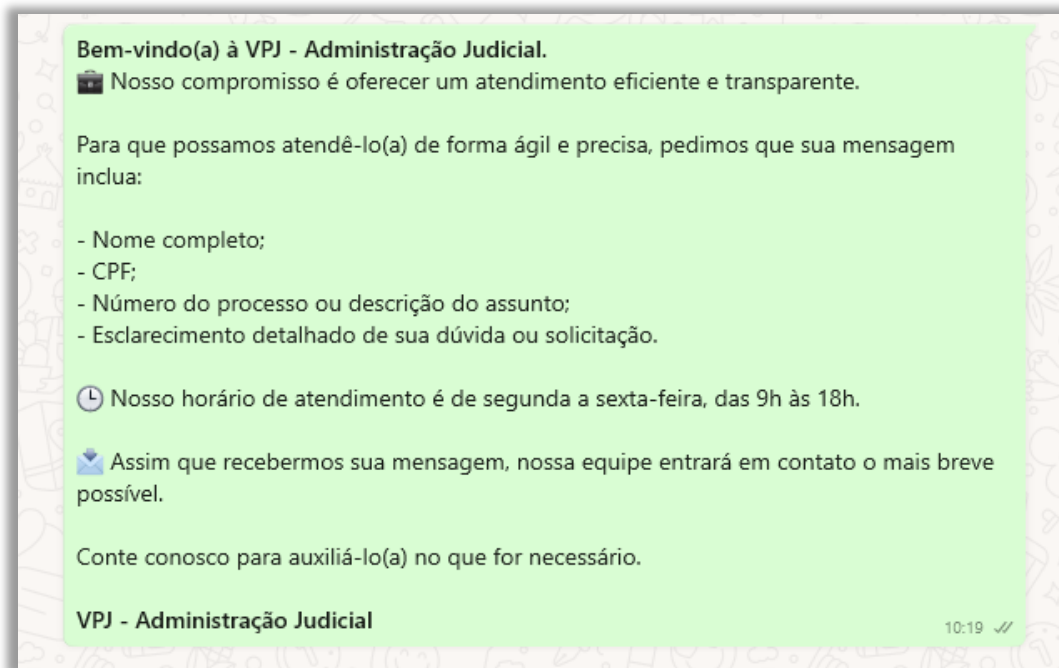 Bem-vindo(a) à VPJ - Administração Judicial.
💼 Nosso compromisso é oferecer um atendimento eficiente e transparente.
Para que possamos atendê-lo(a) de forma ágil e precisa, pedimos que sua mensagem
inclua:
- Nome completo;
- CPF;
- Número do processo ou descrição do assunto;
- Esclarecimento detalhado de sua dúvida ou solicitação.
🕒 Nosso horário de atendimento é de segunda a sexta-feira, das 9h às 18h.
📩 Assim que recebermos sua mensagem, nossa equipe entrará em contato o mais breve
possível.
Conte conosco para auxiliá-lo(a) no que for necessário.
VPJ - Administração Judicial
10:19